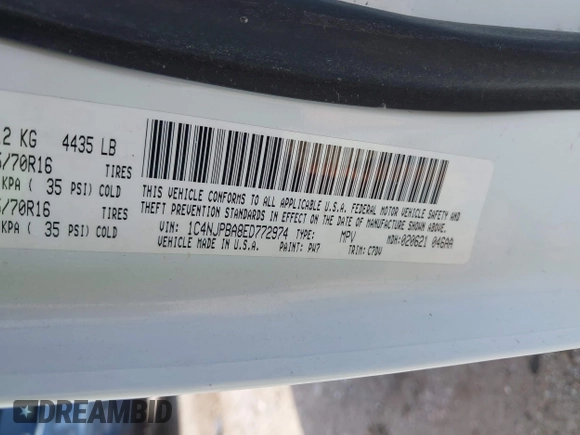 .2 KG 4435 LB
/70R16 TIRES
KPA ( 35 PSI) COLD
/70R16 TIRES
KPA ( 35 PSI) COLD
THIS VEHICLE CONFORMS TO ALL APPLICABLE U.S.A. FEDERAL MOTOR VEHICLE SAFETY AND
THEFT PREVENTION STANDARDS IN EFFECT ON THE DATE OF MANUFACTURE SHOWN ABOVE.
VIN: 1C4NJPBA8ED772974 TYPE: MPV MDH:020621 046AA
VEHICLE MADE IN U.S.A. PAINT: PW7 TRIM: C7DV
DREAMBID